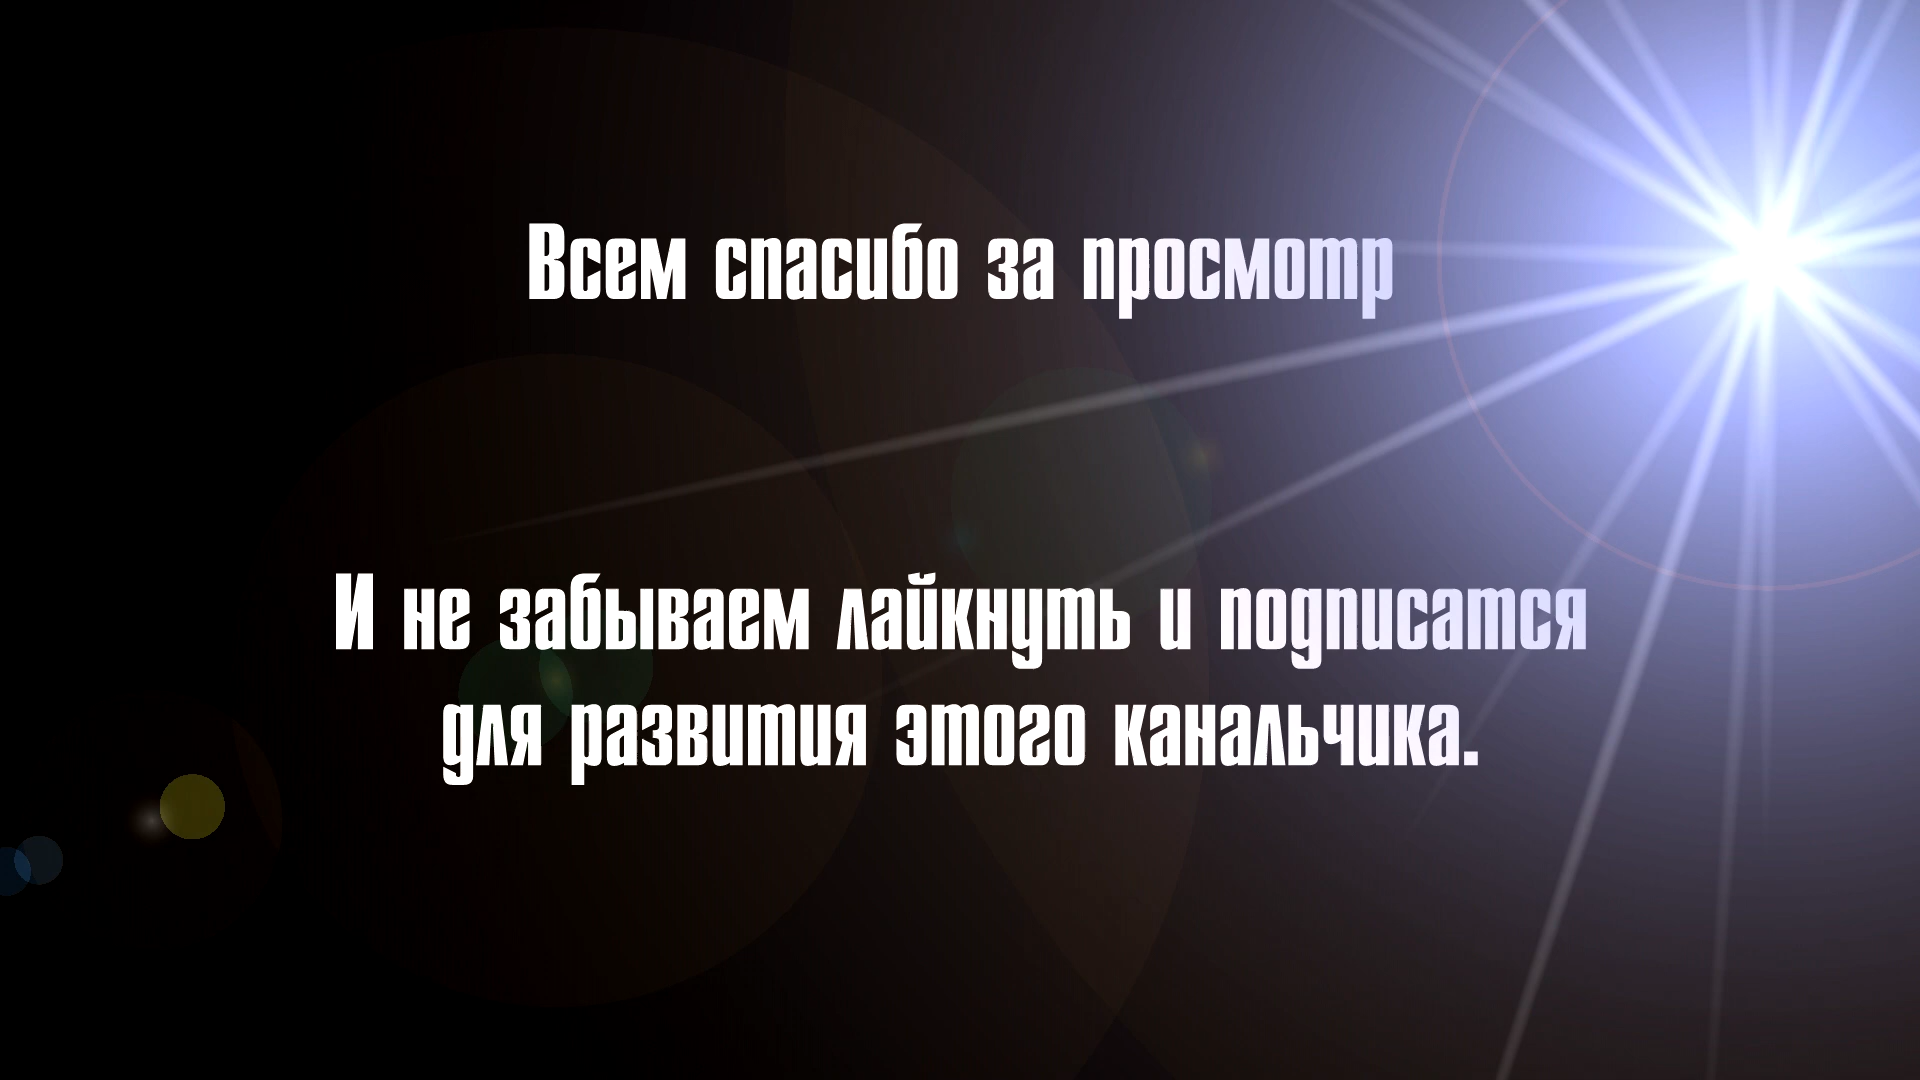 Всем спасибо за просмотр
И не забываем лайкнуть и подписатся
для развития этого канальчика.